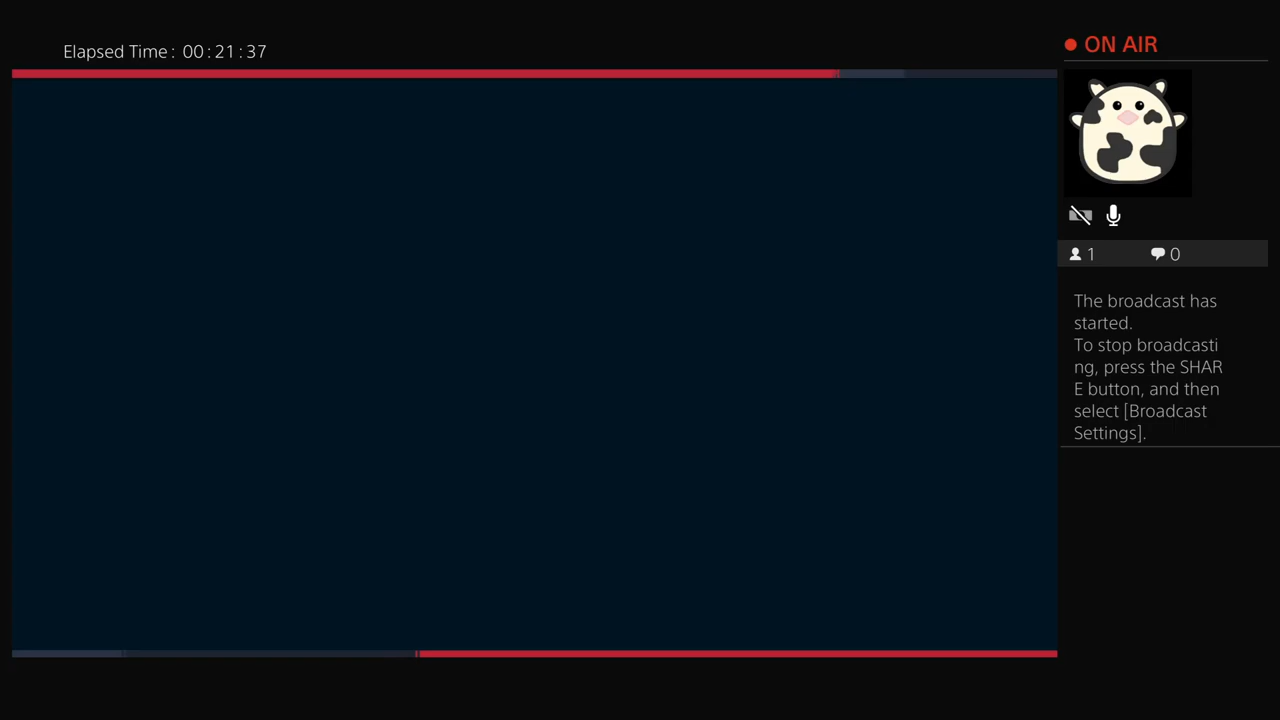 Elapsed Time: 00:21:37
ON AIR
1 0
The broadcast has
started.
To stop broadcasti
ng, press the SHAR
E button, and then
select [Broadcast
Settings].